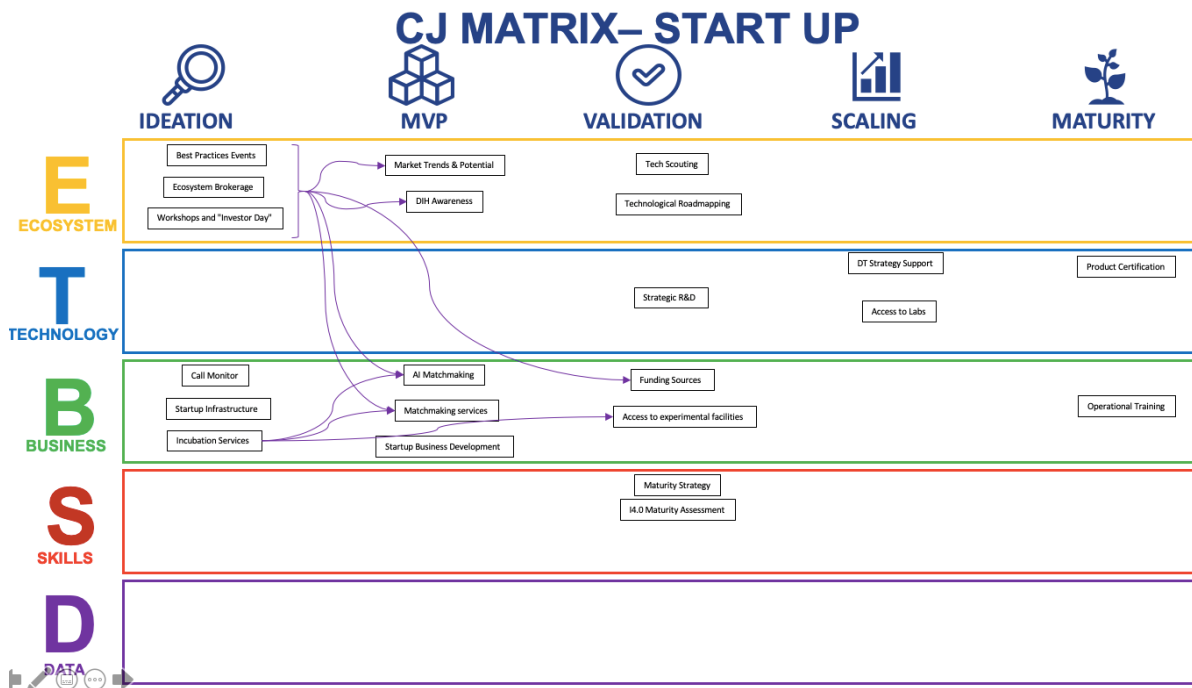 CJ MATRIX– START UP
IDEATION
MVP
VALIDATION
SCALING
MATURITY
E
ECOSYSTEM
Best Practices Events
Ecosystem Brokerage
Workshops and "Investor Day"
Market Trends & Potential
DIH Awareness
Tech Scouting
Technological Roadmapping
T
TECHNOLOGY
Strategic R&D
DT Strategy Support
Access to Labs
Product Certification
B
BUSINESS
Call Monitor
Startup Infrastructure
Incubation Services
AI Matchmaking
Matchmaking services
Startup Business Development
Funding Sources
Access to experimental facilities
Operational Training
S
SKILLS
Maturity Strategy
I4.0 Maturity Assessment
D
DATA